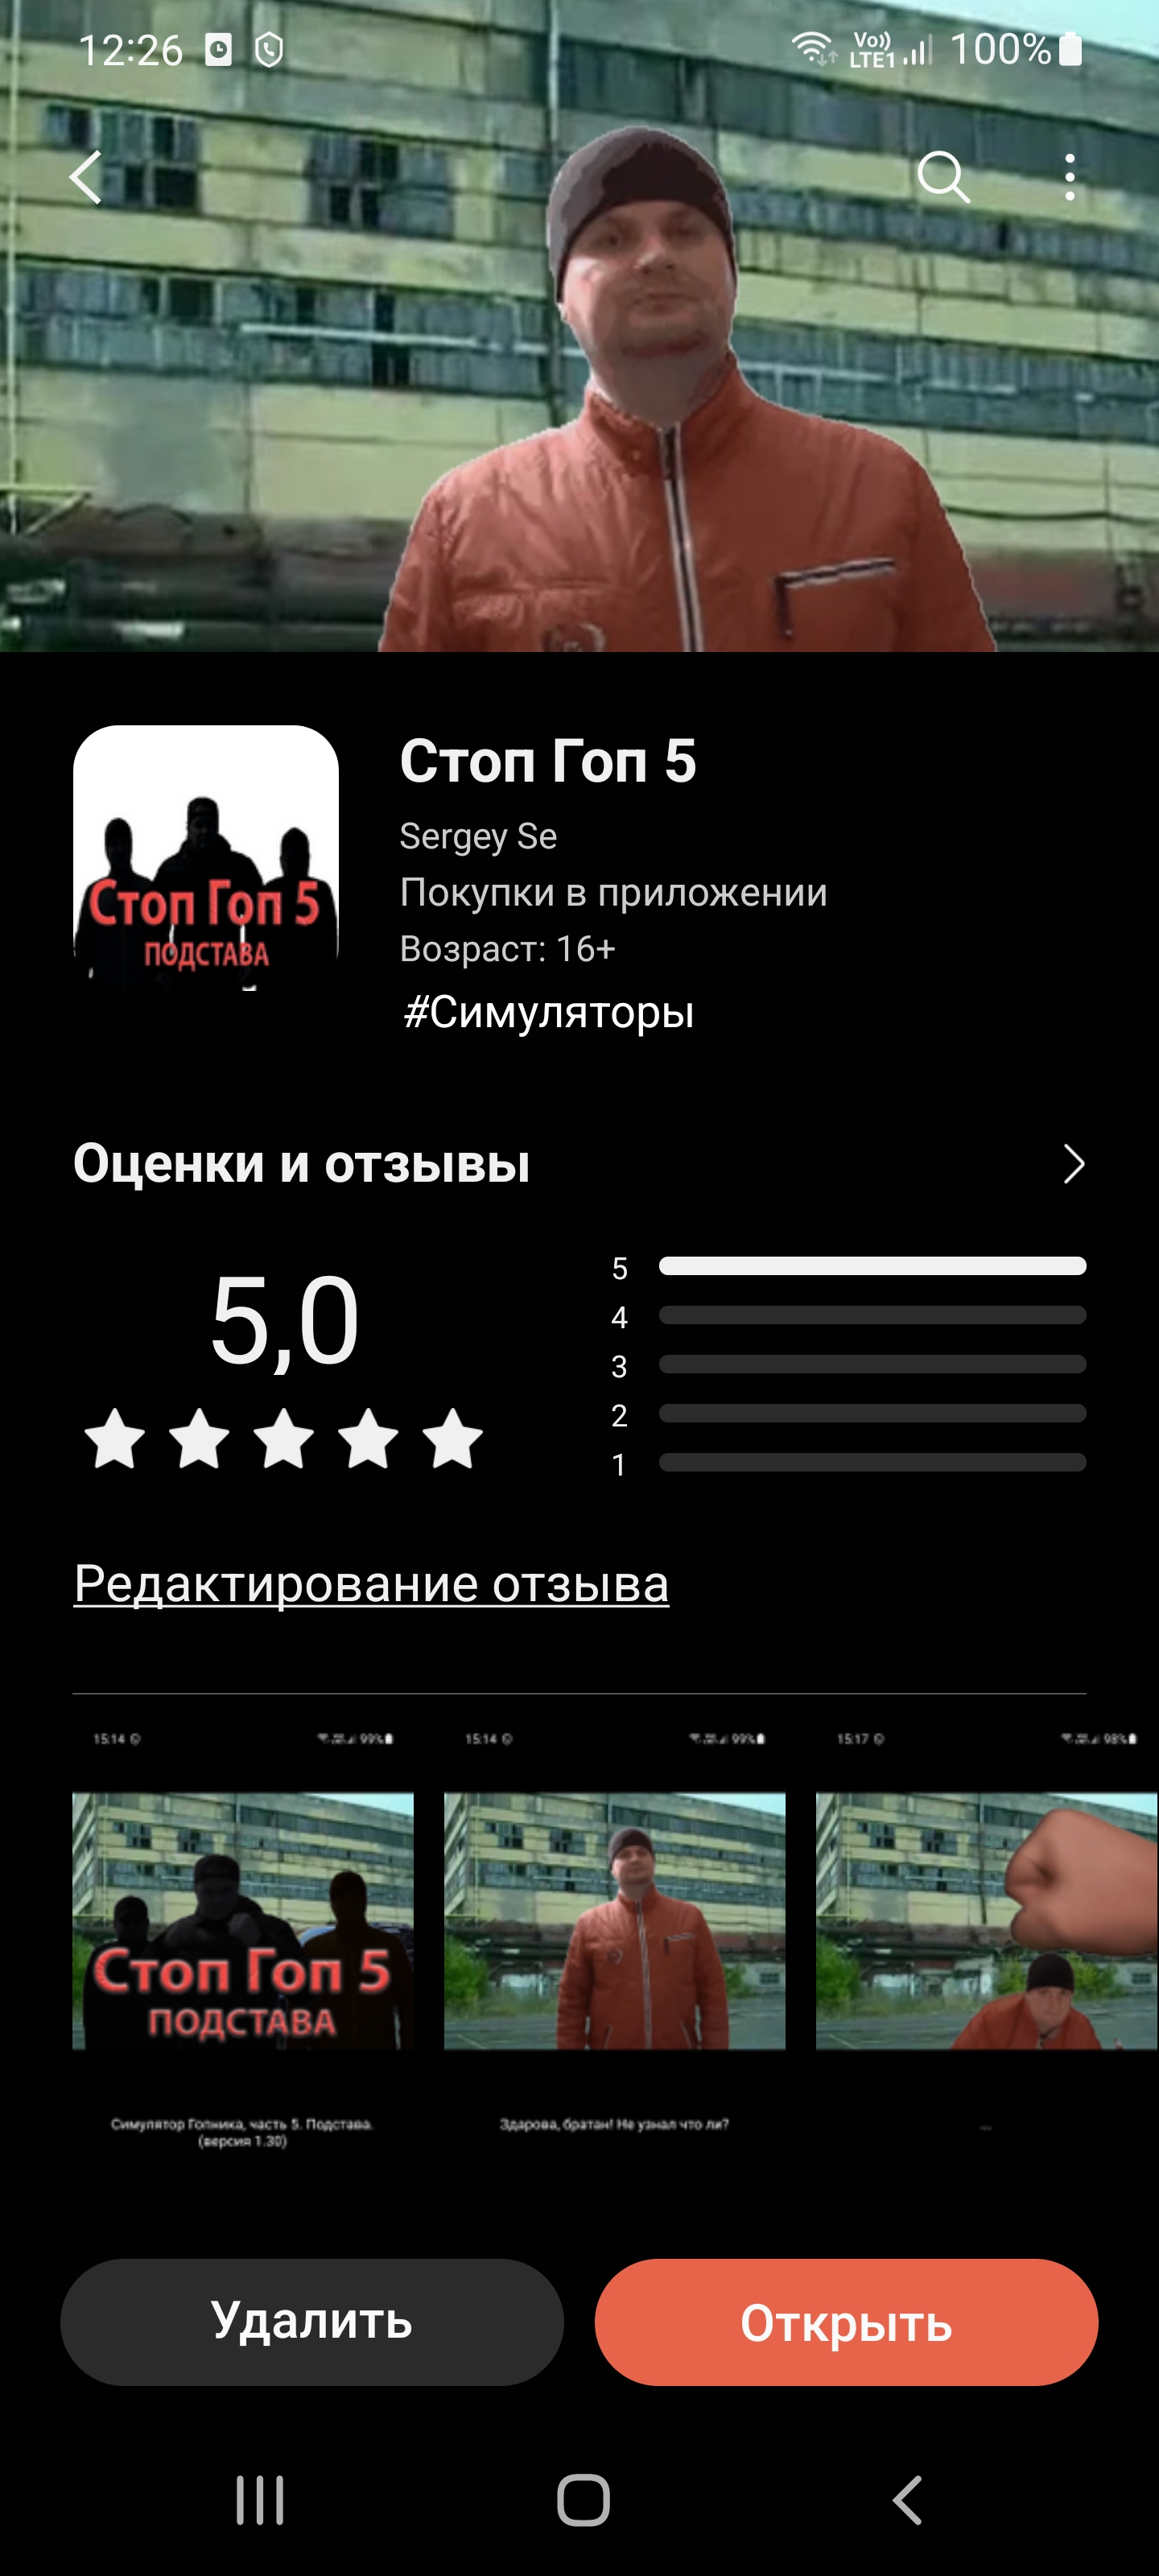 12:26 Vo)) LTE1 100%
Стоп Гоп 5
ПОДСТАВА
Стоп Гоп 5
Sergey Se
Покупки в приложении
Возраст: 16+
#Симуляторы
Оценки и отзывы
5,0
5
4
3
2
1
Редактирование отзыва
15:14 99%
Стоп Гоп 5
ПОДСТАВА
Симулятор Гопника, часть 5. Подстава.
(версия 1.30)
15:14 99%
Здарова, братан! Не узнал что ли?
15:17 98%
...
Удалить
Открыть